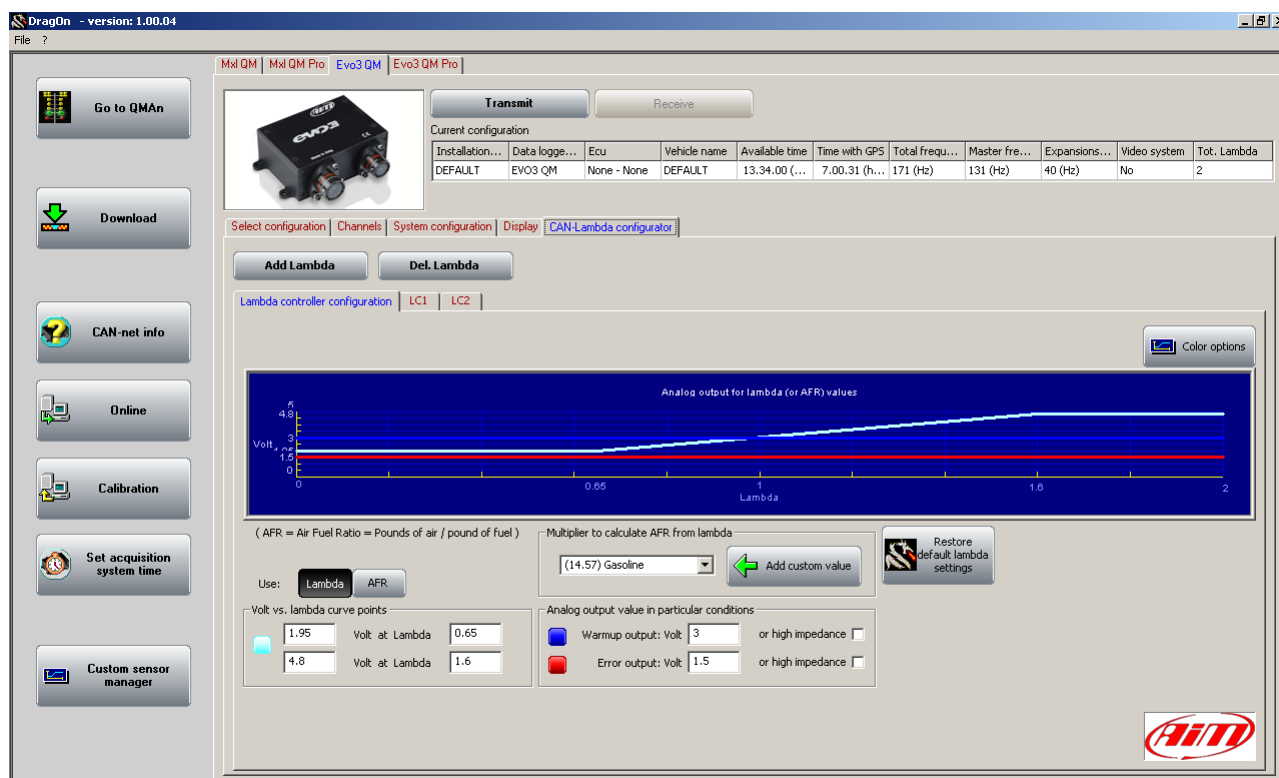 DragOn - version: 1.00.04
File ?
Mxl QM Mxl QM Pro Evo3 QM Evo3 QM Pro
Go to QMAn
Download
CAN-net info
Online
Calibration
Set acquisition
system time
Custom sensor
manager
AiM
evo3
Transmit Receive
Current configuration
Installation... Data logge... Ecu Vehicle name Available time Time with GPS Total frequ... Master fre... Expansions... Video system Tot. Lambda
DEFAULT EVO3 QM None - None DEFAULT 13.34.00 (... 7.00.31 (h... 171 (Hz) 131 (Hz) 40 (Hz) No 2
Select configuration Channels System configuration Display CAN-Lambda configurator
Add Lambda Del. Lambda
Lambda controller configuration LC1 LC2
Color options
Analog output for lambda (or AFR) values
5
4.8
Volt 3
1.5
0
0 0.65 1 1.6 2
Lambda
( AFR = Air Fuel Ratio = Pounds of air / pound of fuel )
Use: Lambda AFR
Multiplier to calculate AFR from lambda
(14.57) Gasoline Add custom value
Restore
default lambda
settings
Volt vs. lambda curve points
1.95 Volt at Lambda 0.65
4.8 Volt at Lambda 1.6
Analog output value in particular conditions
Warmup output: Volt 3 or high impedance
Error output: Volt 1.5 or high impedance
AiM